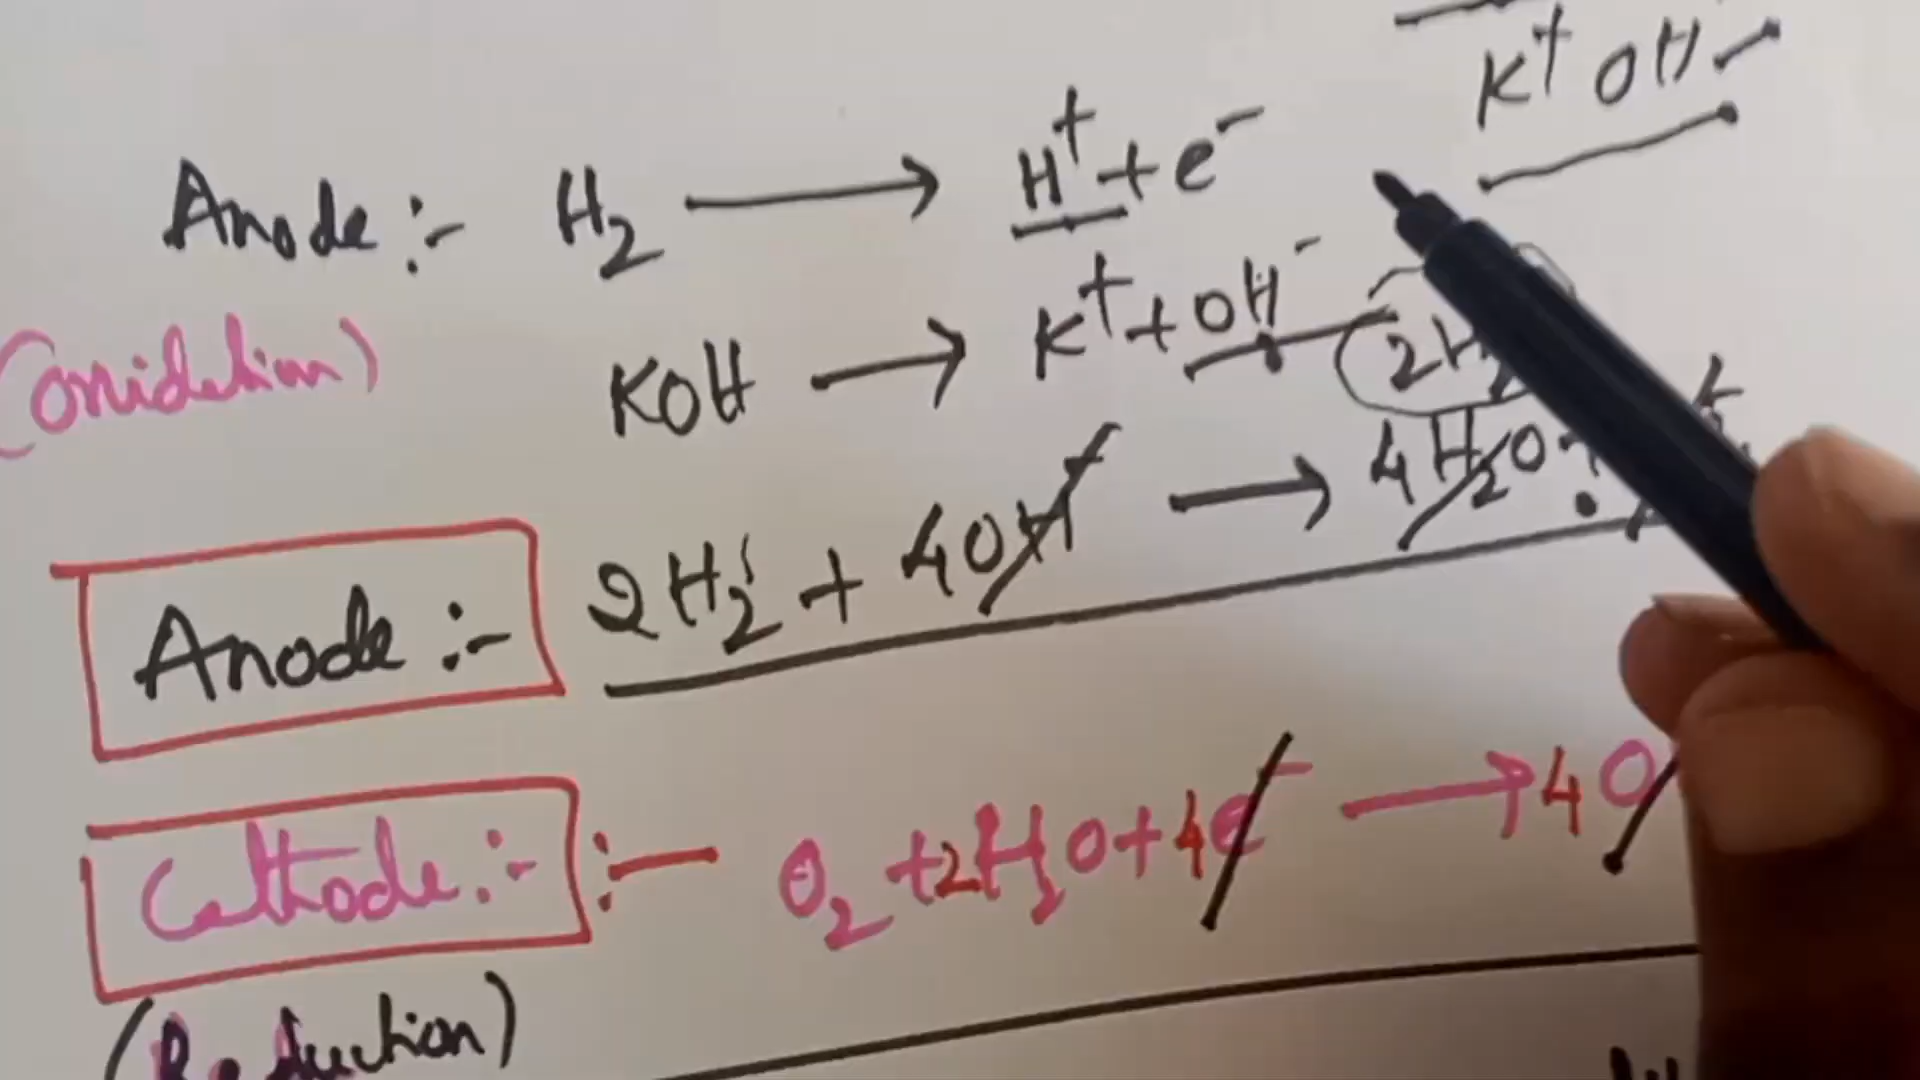 K⁺ OH⁻
Anode :- H₂ → H⁺ + e⁻
(oxidation)
KOH → K⁺ + OH⁻
Anode :- 2H₂ + 4OH⁻ → 4H₂O +
Cathode :- :- O₂ + 2H₂O + 4e⁻ → 4O
(Reduction)